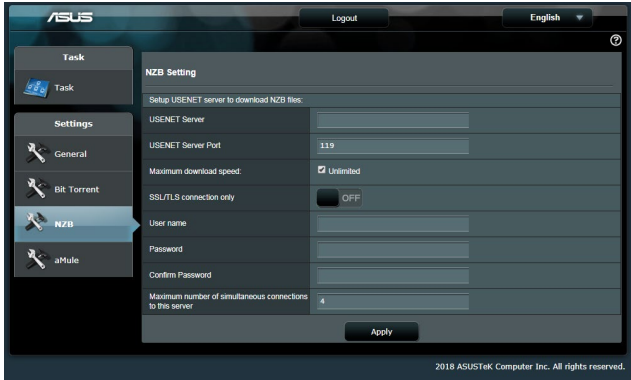 ASUS
Logout
English
Task
Task
Settings
General
Bit Torrent
NZB
aMule
NZB Setting
Setup USENET server to download NZB files:
USENET Server
USENET Server Port
119
Maximum download speed:
Unlimited
SSL/TLS connection only
OFF
User name
Password
Confirm Password
Maximum number of simultaneous connections
to this server
4
Apply
2018 ASUSTeK Computer Inc. All rights reserved.